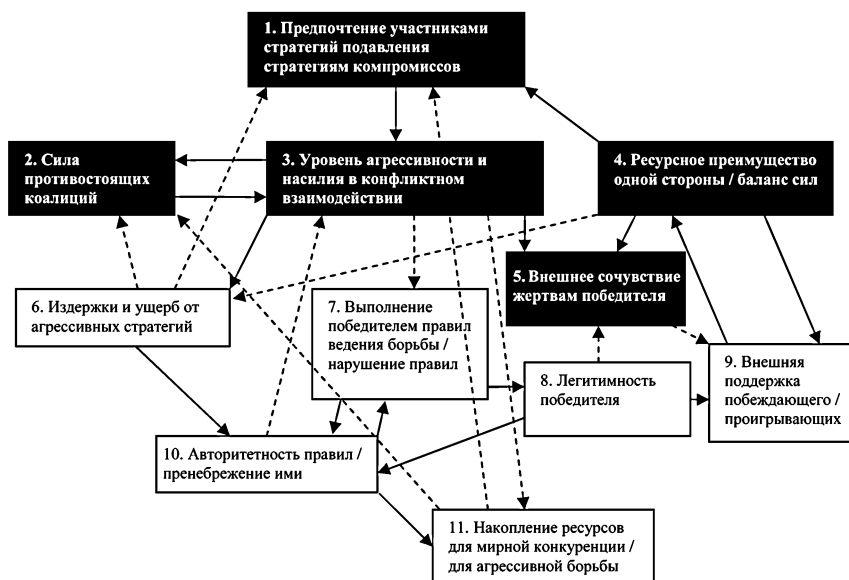 1. Предпочтение участниками
стратегий подавления
стратегиям компромиссов
2. Сила
противостоящих
коалиций
3. Уровень агрессивности и
насилия в конфликтном
взаимодействии
4. Ресурсное преимущество
одной стороны / баланс сил
5. Внешнее сочувствие
жертвам победителя
6. Издержки и ущерб от
агрессивных стратегий
7. Выполнение
победителем правил
ведения борьбы /
нарушение правил
8. Легитимность
победителя
9. Внешняя
поддержка
побеждающего /
проигрывающих
10. Авторитетность правил /
пренебрежение ими
11. Накопление ресурсов
для мирной конкуренции /
для агрессивной борьбы